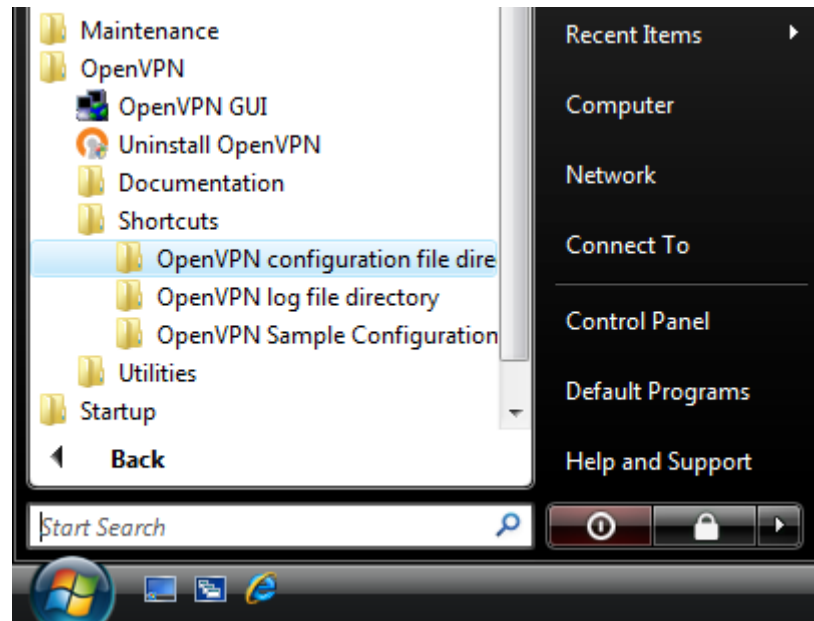 Maintenance
OpenVPN
OpenVPN GUI
Uninstall OpenVPN
Documentation
Shortcuts
OpenVPN configuration file dire
OpenVPN log file directory
OpenVPN Sample Configuration
Utilities
Startup
Back
Start Search
Recent Items
Computer
Network
Connect To
Control Panel
Default Programs
Help and Support